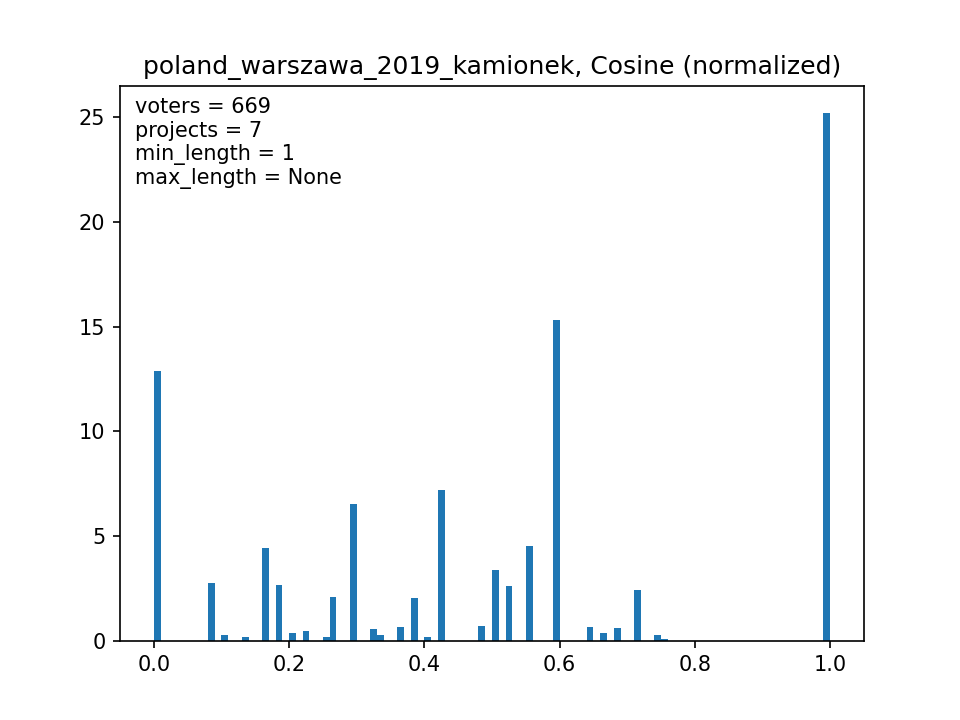 poland_warszawa_2019_kamionek, Cosine (normalized)
voters = 669
projects = 7
min_length = 1
max_length = None
25
20
15
10
5
0
0.0 0.2 0.4 0.6 0.8 1.0